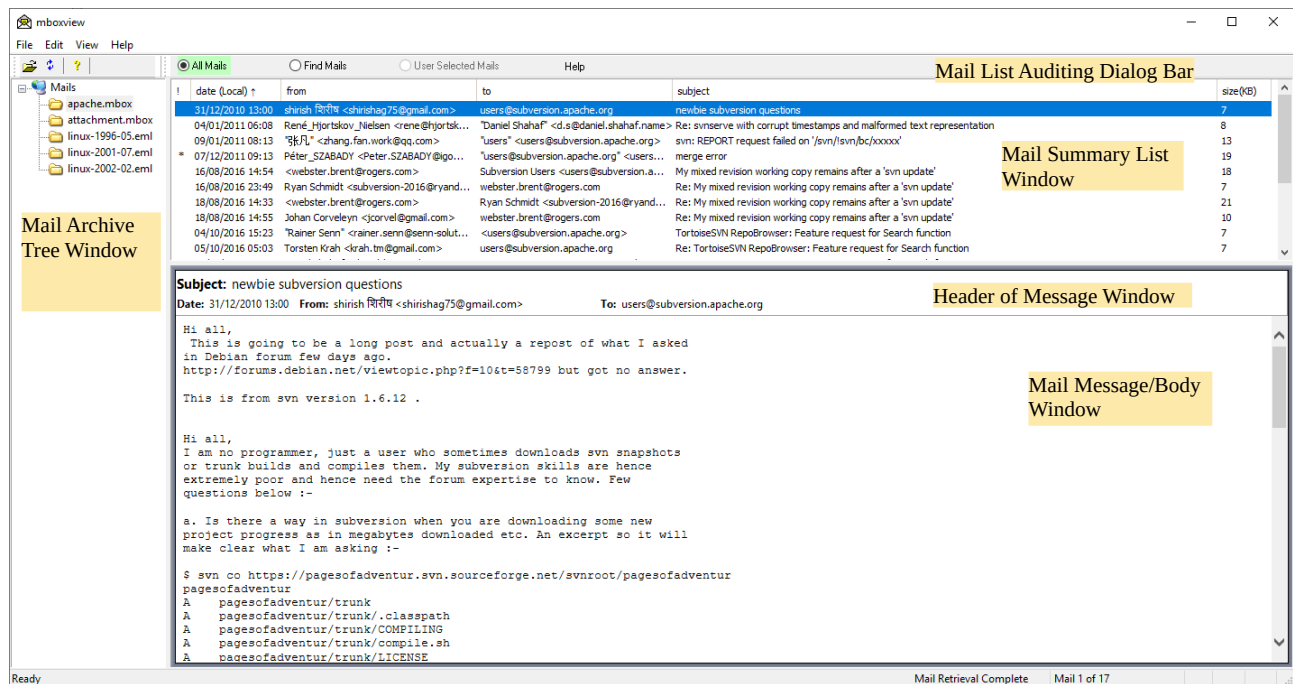 mboxview
File Edit View Help
All Mails Find Mails User Selected Mails Help
Mail List Auditing Dialog Bar
Mails
apache.mbox
attachment.mbox
linux-1996-05.eml
linux-2001-07.eml
linux-2002-02.eml
Mail Archive
Tree Window
! date (Local) ↑ from to subject size(KB)
31/12/2010 13:00 shirish शिरीष <shirishag75@gmail.com> users@subversion.apache.org newbie subversion questions 7
04/01/2011 06:08 René_Hjortskov_Nielsen <rene@hjortsk... "Daniel Shahaf" <d.s@daniel.shahaf.name> Re: svnserve with corrupt timestamps and malformed text representation 8
09/01/2011 08:13 "张凡" <zhang.fan.work@qq.com> "users" <users@subversion.apache.org> svn: REPORT request failed on '/svn/!svn/bc/xxxxx' 13
* 07/12/2011 09:13 Péter_SZABADY <Peter.SZABADY@igo... "users@subversion.apache.org" <users... merge error 19
16/08/2016 14:54 <webster.brent@rogers.com> Subversion Users <users@subversion.a... My mixed revision working copy remains after a 'svn update' 18
16/08/2016 23:49 Ryan Schmidt <subversion-2016@ryand... webster.brent@rogers.com Re: My mixed revision working copy remains after a 'svn update' 7
18/08/2016 14:33 <webster.brent@rogers.com> Ryan Schmidt <subversion-2016@ryand... Re: My mixed revision working copy remains after a 'svn update' 21
18/08/2016 14:55 Johan Corveleyn <jcorvel@gmail.com> webster.brent@rogers.com Re: My mixed revision working copy remains after a 'svn update' 10
04/10/2016 15:23 "Rainer Senn" <rainer.senn@senn-solut... <users@subversion.apache.org> TortoiseSVN RepoBrowser: Feature request for Search function 7
05/10/2016 05:03 Torsten Krah <krah.tm@gmail.com> users@subversion.apache.org Re: TortoiseSVN RepoBrowser: Feature request for Search function 7
Mail Summary List
Window
Subject: newbie subversion questions
Date: 31/12/2010 13:00 From: shirish शिरीष <shirishag75@gmail.com> To: users@subversion.apache.org
Header of Message Window
Hi all,
This is going to be a long post and actually a repost of what I asked
in Debian forum few days ago.
http://forums.debian.net/viewtopic.php?f=10&t=58799 but got no answer.
This is from svn version 1.6.12 .
Mail Message/Body
Window
Hi all,
I am no programmer, just a user who sometimes downloads svn snapshots
or trunk builds and compiles them. My subversion skills are hence
extremely poor and hence need the forum expertise to know. Few
questions below :-
a. Is there a way in subversion when you are downloading some new
project progress as in megabytes downloaded etc. An excerpt so it will
make clear what I am asking :-
$ svn co https://pagesofadventur.svn.sourceforge.net/svnroot/pagesofadventur
pagesofadventur
A pagesofadventur/trunk
A pagesofadventur/trunk/.classpath
A pagesofadventur/trunk/COMPILING
A pagesofadventur/trunk/compile.sh
A pagesofadventur/trunk/LICENSE
Ready Mail Retrieval Complete Mail 1 of 17